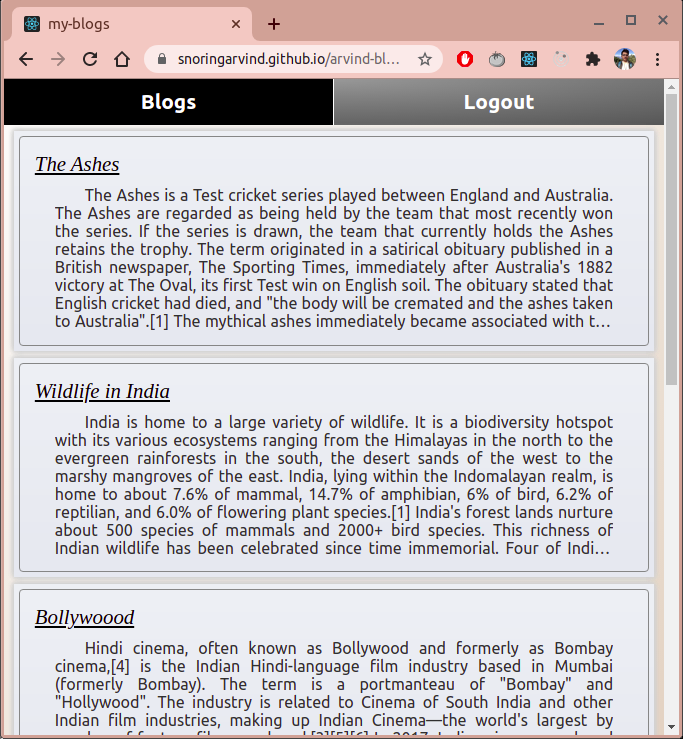 my-blogs
snoringarvind.github.io/arvind-bl…
Blogs
Logout
The Ashes
The Ashes is a Test cricket series played between England and Australia.
The Ashes are regarded as being held by the team that most recently won
the series. If the series is drawn, the team that currently holds the Ashes
retains the trophy. The term originated in a satirical obituary published in a
British newspaper, The Sporting Times, immediately after Australia's 1882
victory at The Oval, its first Test win on English soil. The obituary stated that
English cricket had died, and "the body will be cremated and the ashes taken
to Australia".[1] The mythical ashes immediately became associated with t…
Wildlife in India
India is home to a large variety of wildlife. It is a biodiversity hotspot
with its various ecosystems ranging from the Himalayas in the north to the
evergreen rainforests in the south, the desert sands of the west to the
marshy mangroves of the east. India, lying within the Indomalayan realm, is
home to about 7.6% of mammal, 14.7% of amphibian, 6% of bird, 6.2% of
reptilian, and 6.0% of flowering plant species.[1] India's forest lands nurture
about 500 species of mammals and 2000+ bird species. This richness of
Indian wildlife has been celebrated since time immemorial. Four of Indi…
Bollywoood
Hindi cinema, often known as Bollywood and formerly as Bombay
cinema,[4] is the Indian Hindi-language film industry based in Mumbai
(formerly Bombay). The term is a portmanteau of "Bombay" and
"Hollywood". The industry is related to Cinema of South India and other
Indian film industries, making up Indian Cinema—the world's largest by